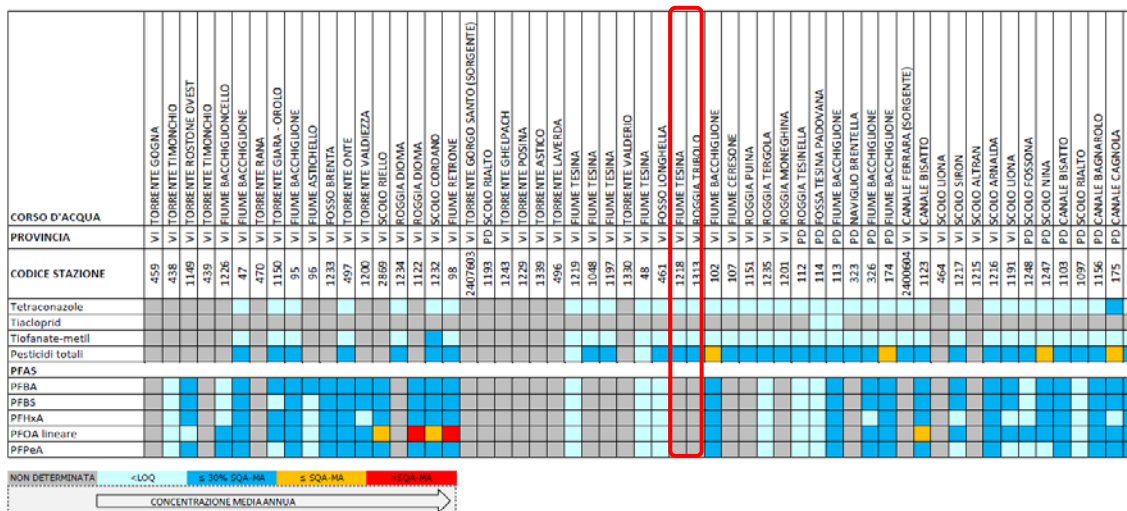 CORSO D'ACQUA TORRENTE GOGNA TORRENTE TIMONCHIO TORRENTE ROSTONE OVEST TORRENTE TIMONCHIO FIUME BACCHIGLIONCELLO FIUME BACCHIGLIONE TORRENTE RANA TORRENTE GIARA - OROLO FIUME BACCHIGLIONE FIUME ASTICHELLO FOSSO BRENTA TORRENTE ONTE TORRENTE VALDIEZZA SCOLO RIELLO ROGGIA DIOMA ROGGIA DIOMA SCOLO CORDANO FIUME RETRONE TORRENTE GORGO SANTO (SORGENTE) SCOLO RIALTO TORRENTE GHELPACH TORRENTE POSINA TORRENTE ASTICO TORRENTE LAVERDA FIUME TESINA FIUME TESINA FIUME TESINA TORRENTE VALDERIO FIUME TESINA FOSSO LONGHELLA FIUME TESINA ROGGIA TRIBOLO FIUME BACCHIGLIONE FIUME CERESONE ROGGIA PUINA ROGGIA TERGOLA ROGGIA MONEGHINA ROGGIA TESINELLA FOSSA TESINA PADOVANA FIUME BACCHIGLIONE NAVIGLIO BRENTELLA FIUME BACCHIGLIONE FIUME BACCHIGLIONE CANALE FERRARA (SORGENTE) CANALE BISATTO SCOLO LIONA SCOLO SIRON SCOLO ALTRAN SCOLO ARNALDA SCOLO LIONA SCOLO FOSSONA SCOLO NINA CANALE BISATTO SCOLO RIALTO CANALE BAGNAROLO CANALE CAGNOLA
PROVINCIA VI VI VI VI VI VI VI VI VI VI VI VI VI VI VI VI VI VI VI PD VI VI VI VI VI VI VI VI VI VI VI VI VI VI VI VI VI PD PD PD PD PD PD VI VI VI VI VI VI VI PD PD PD PD PD PD
CODICE STAZIONE 459 438 1149 439 1226 47 470 1150 95 96 1233 497 1200 2869 1234 1122 1232 98 2407603 1193 1243 1229 1339 496 1219 1048 1197 1330 48 461 1218 1313 102 107 1151 1235 1201 112 114 113 323 326 174 2400604 1123 464 1217 1215 1216 1191 1248 1247 103 1097 1156 175
Tetraconazole
Tiacloprid
Tiofanate-metil
Pesticidi totali
PFAS
PFBA
PFBS
PFHxA
PFOA lineare
PFPeA
NON DETERMINATA <LOQ ≤ 30% SQA-MA ≤ SQA-MA >SQA-MA
CONCENTRAZIONE MEDIA ANNUA